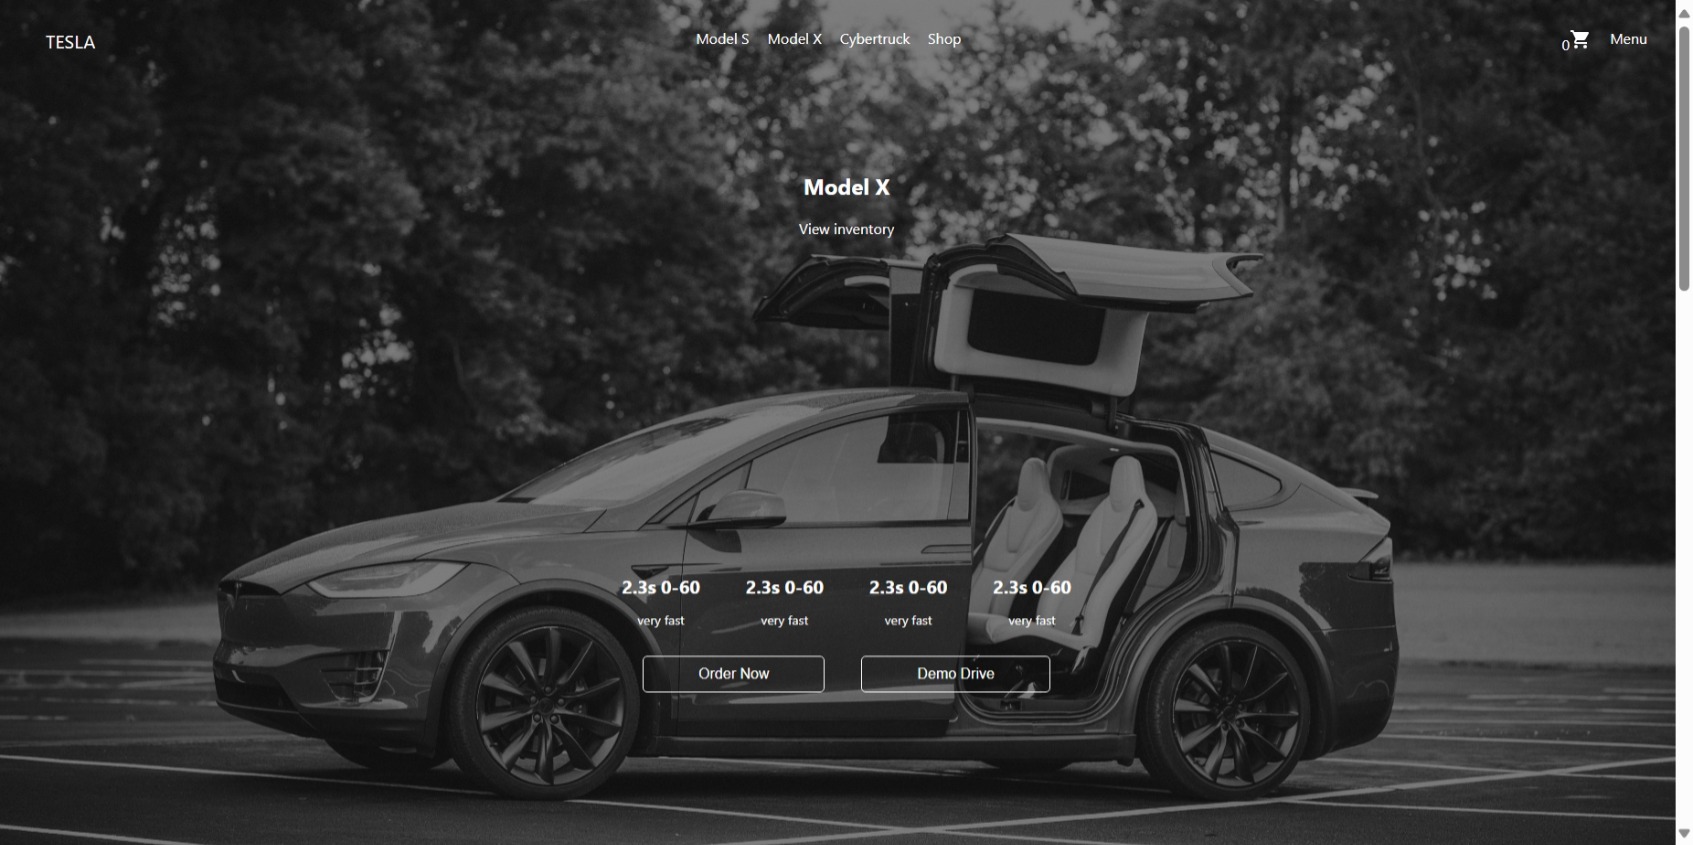 TESLA
Model S Model X Cybertruck Shop
0 Menu
Model X
View inventory
2.3s 0-60 2.3s 0-60 2.3s 0-60 2.3s 0-60
very fast very fast very fast very fast
Order Now Demo Drive